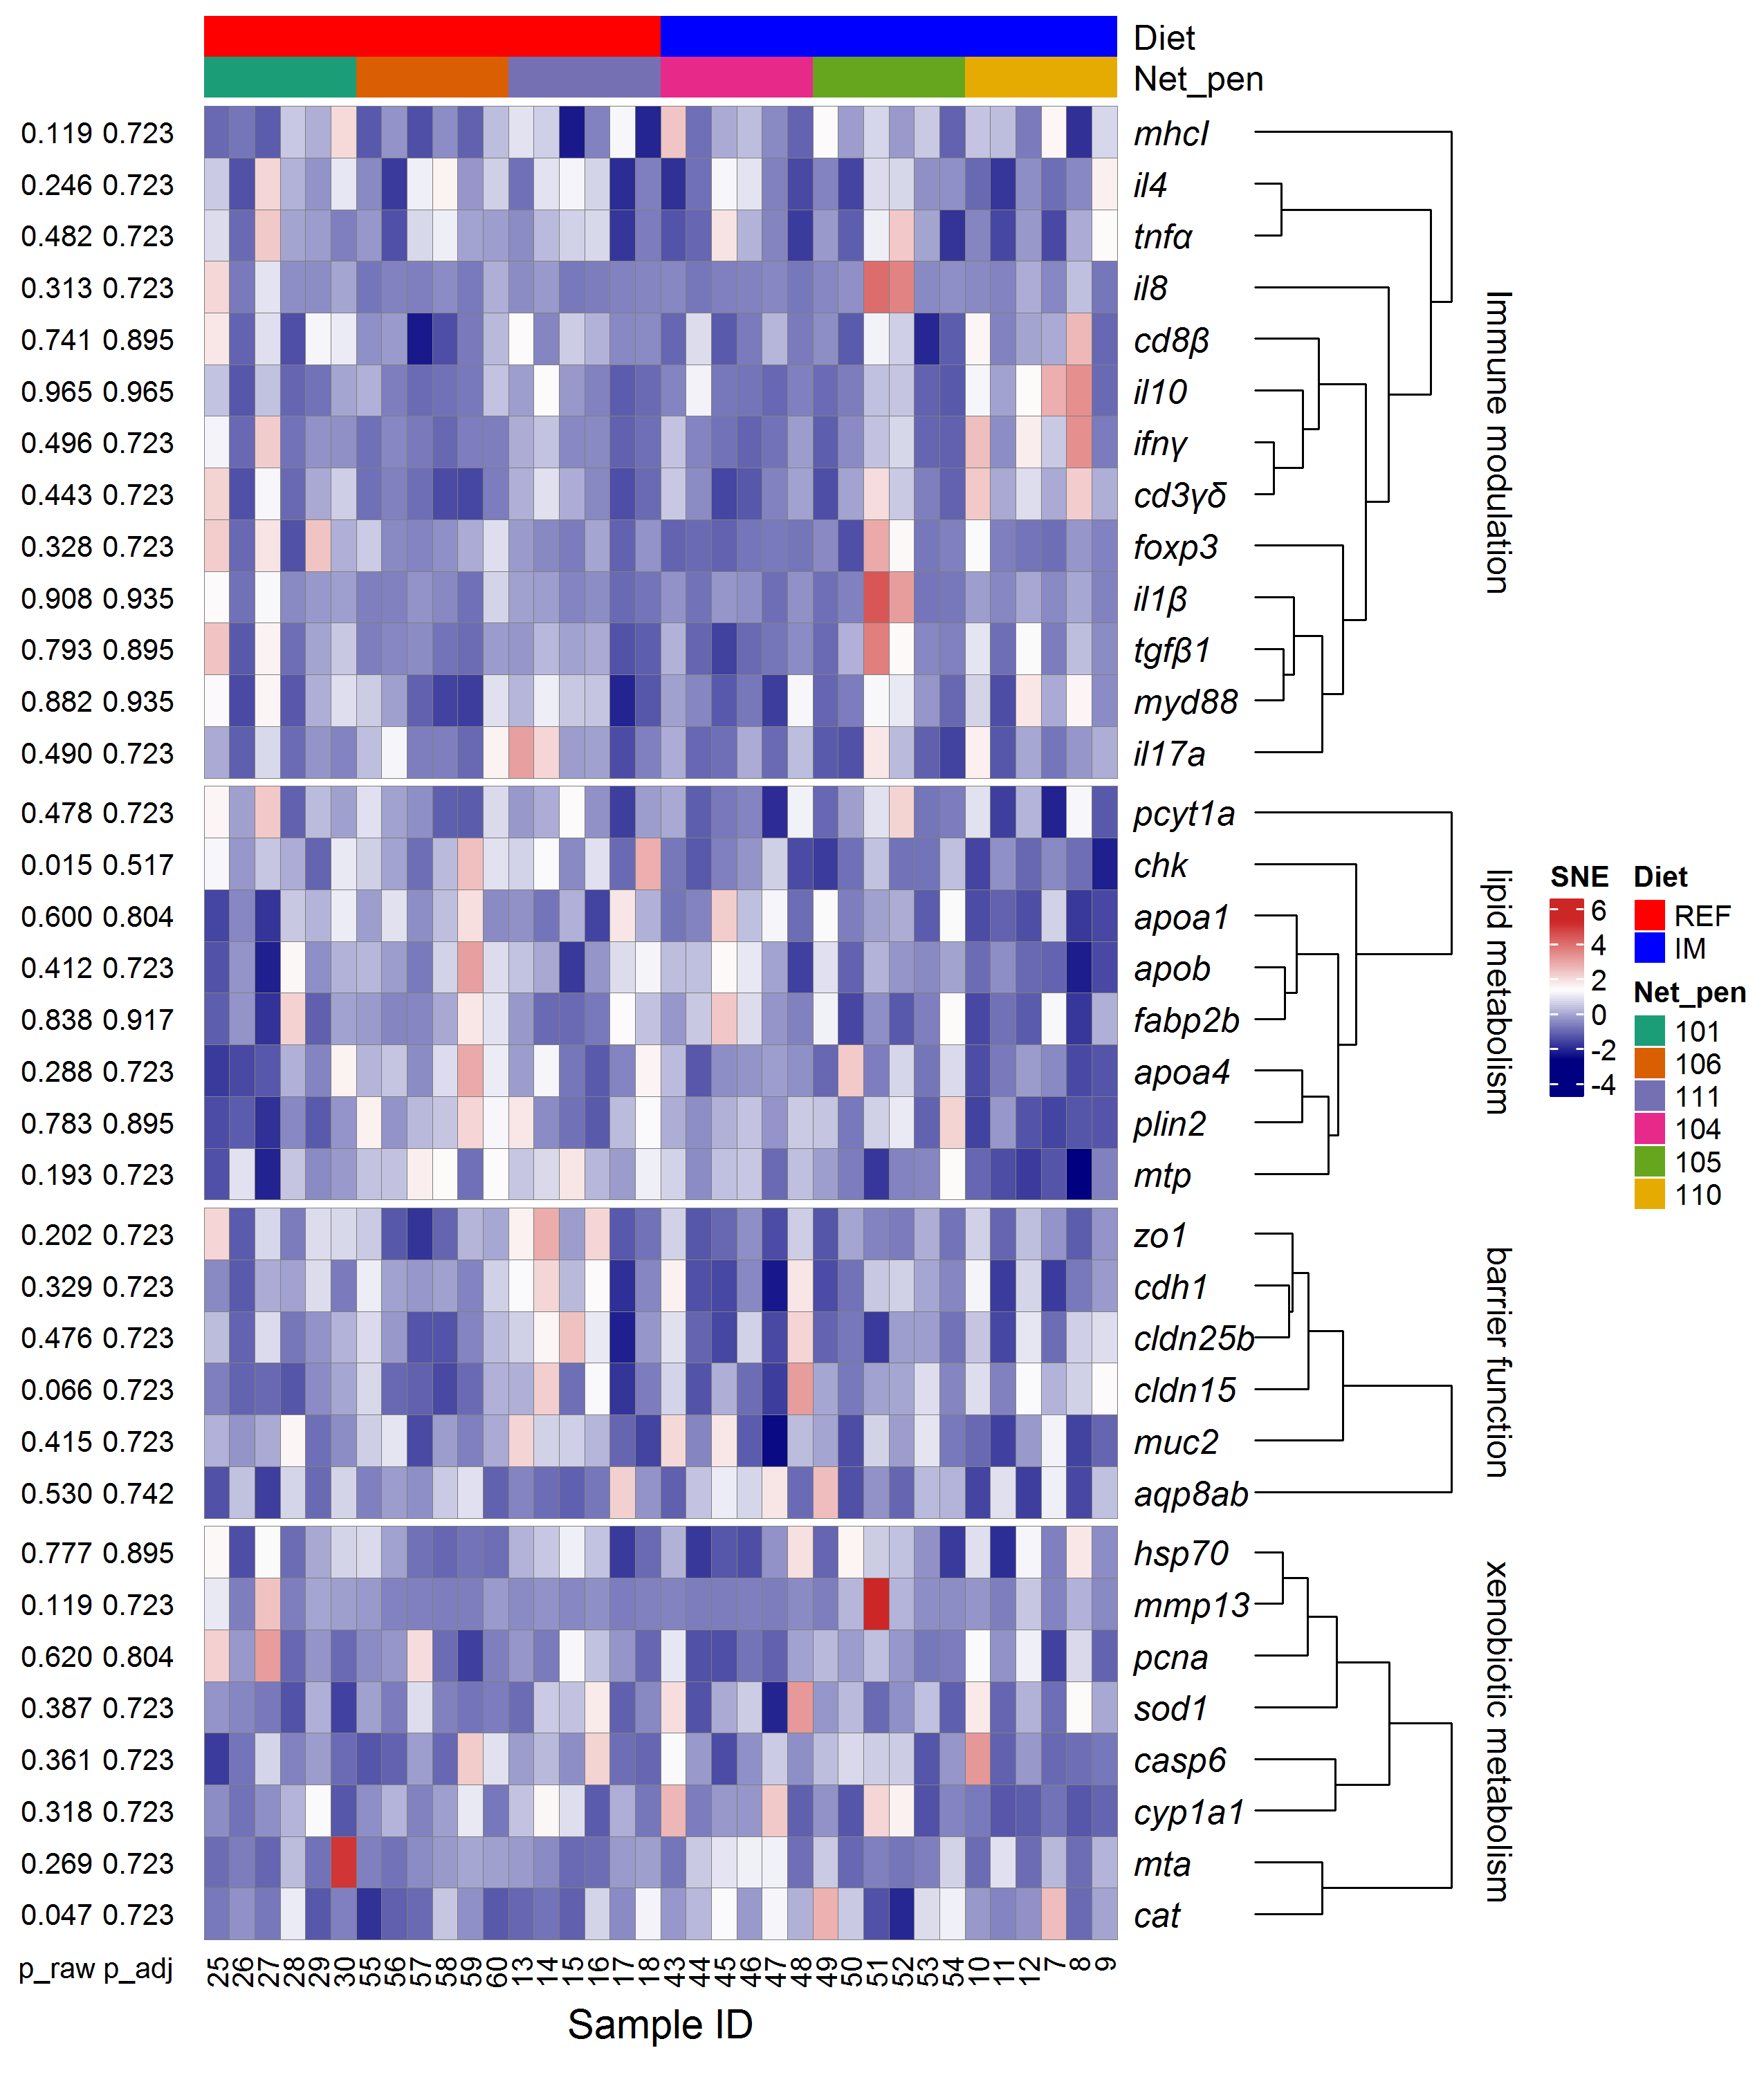 Diet
Net_pen
0.119 0.723 mhcI
0.246 0.723 il4
0.482 0.723 tnfα
0.313 0.723 il8
0.741 0.895 cd8β
0.965 0.965 il10
0.496 0.723 ifnγ
0.443 0.723 cd3γδ
0.328 0.723 foxp3
0.908 0.935 il1β
0.793 0.895 tgfβ1
0.882 0.935 myd88
0.490 0.723 il17a
Immune modulation
0.478 0.723 pcyt1a
0.015 0.517 chk
0.600 0.804 apoa1
0.412 0.723 apob
0.838 0.917 fabp2b
0.288 0.723 apoa4
0.783 0.895 plin2
0.193 0.723 mtp
lipid metabolism
0.202 0.723 zo1
0.329 0.723 cdh1
0.476 0.723 cldn25b
0.066 0.723 cldn15
0.415 0.723 muc2
0.530 0.742 aqp8ab
barrier function
0.777 0.895 hsp70
0.119 0.723 mmp13
0.620 0.804 pcna
0.387 0.723 sod1
0.361 0.723 casp6
0.318 0.723 cyp1a1
0.269 0.723 mta
0.047 0.723 cat
xenobiotic metabolism
p_raw p_adj
25 26 27 28 29 30 55 56 57 58 59 60 13 14 15 16 17 18 43 44 45 46 47 48 49 50 51 52 53 54 10 11 12 7 8 9
Sample ID
SNE
6
4
2
0
-2
-4
Diet
REF
IM
Net_pen
101
106
111
104
105
110